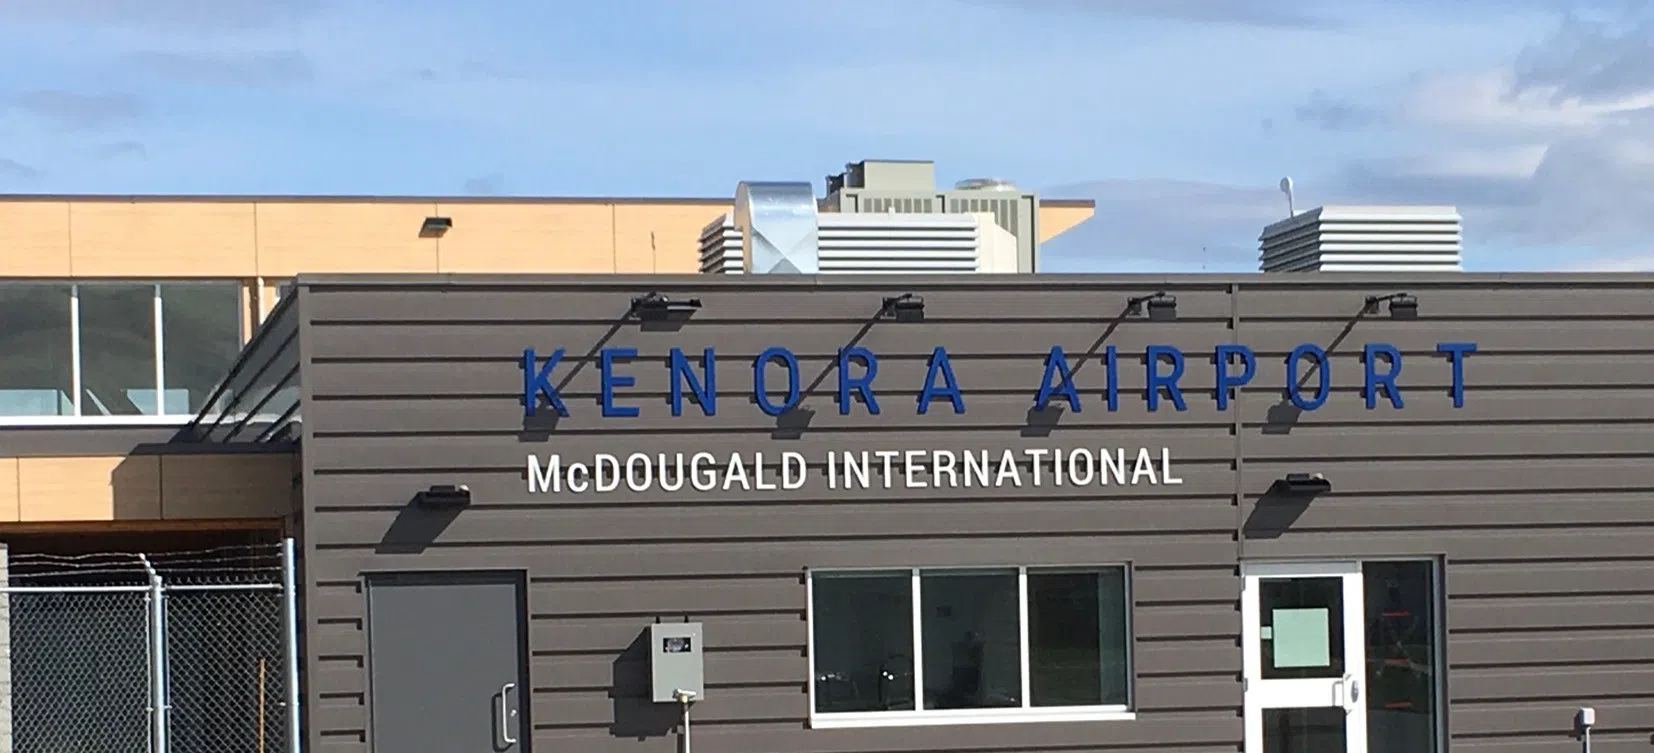 KENORA AIRPORT
McDOUGALD INTERNATIONAL